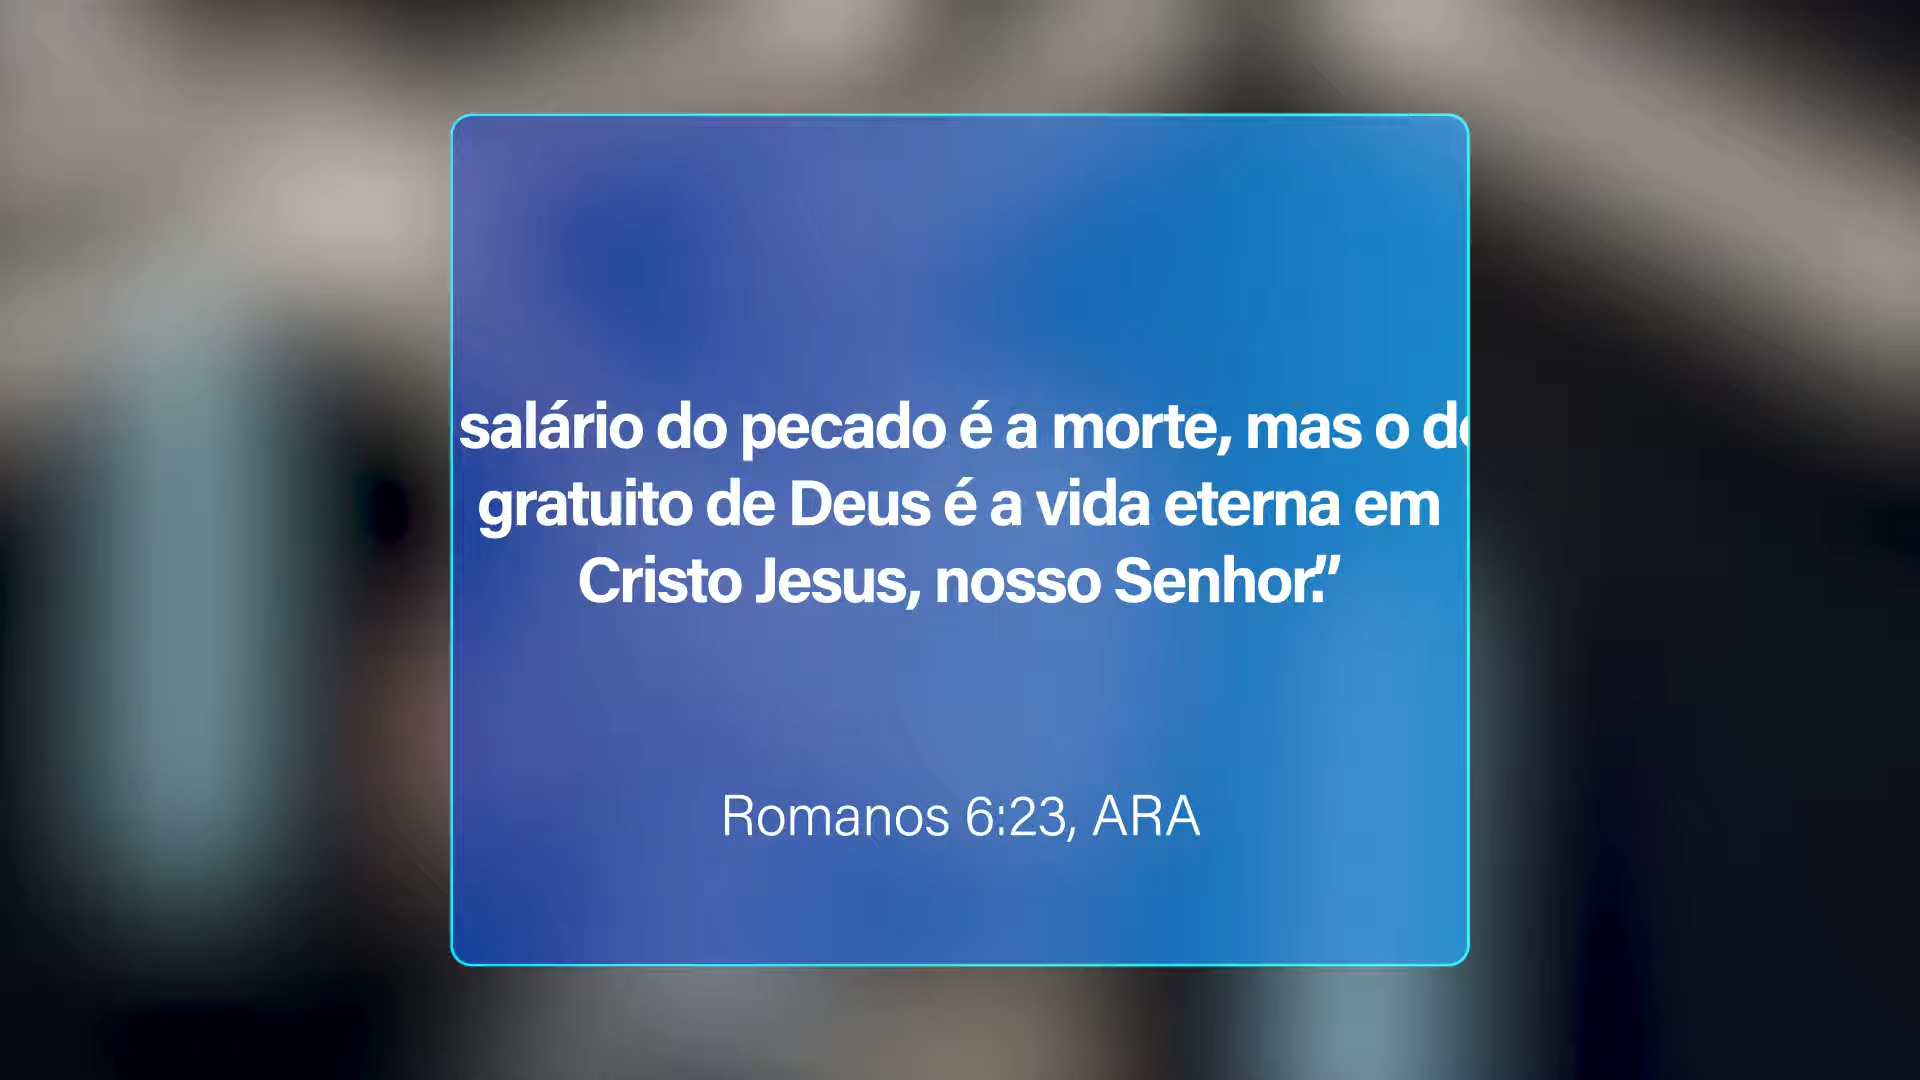 salário do pecado é a morte, mas o
gratuito de Deus é a vida eterna em
Cristo Jesus, nosso Senhor.”
Romanos 6:23, ARA